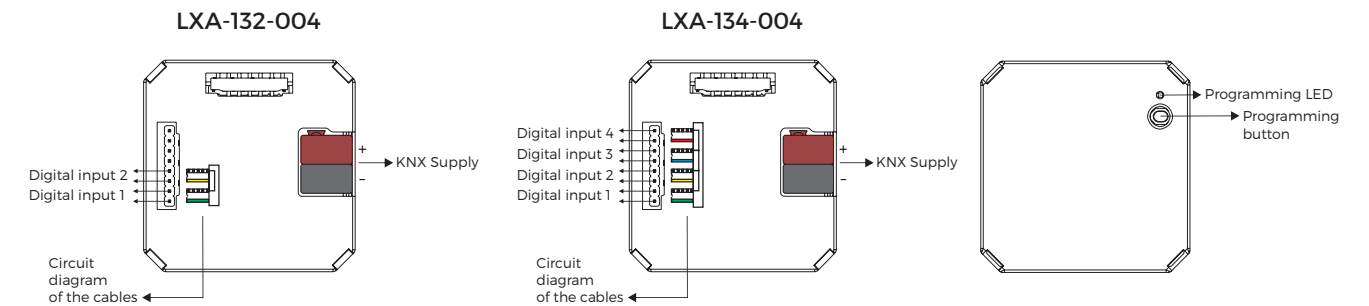 LXA-132-004
Digital input 2
Digital input 1
+
-
KNX Supply
Circuit
diagram
of the cables
LXA-134-004
Digital input 4
Digital input 3
Digital input 2
Digital input 1
+
-
KNX Supply
Circuit
diagram
of the cables
Programming LED
Programming
button